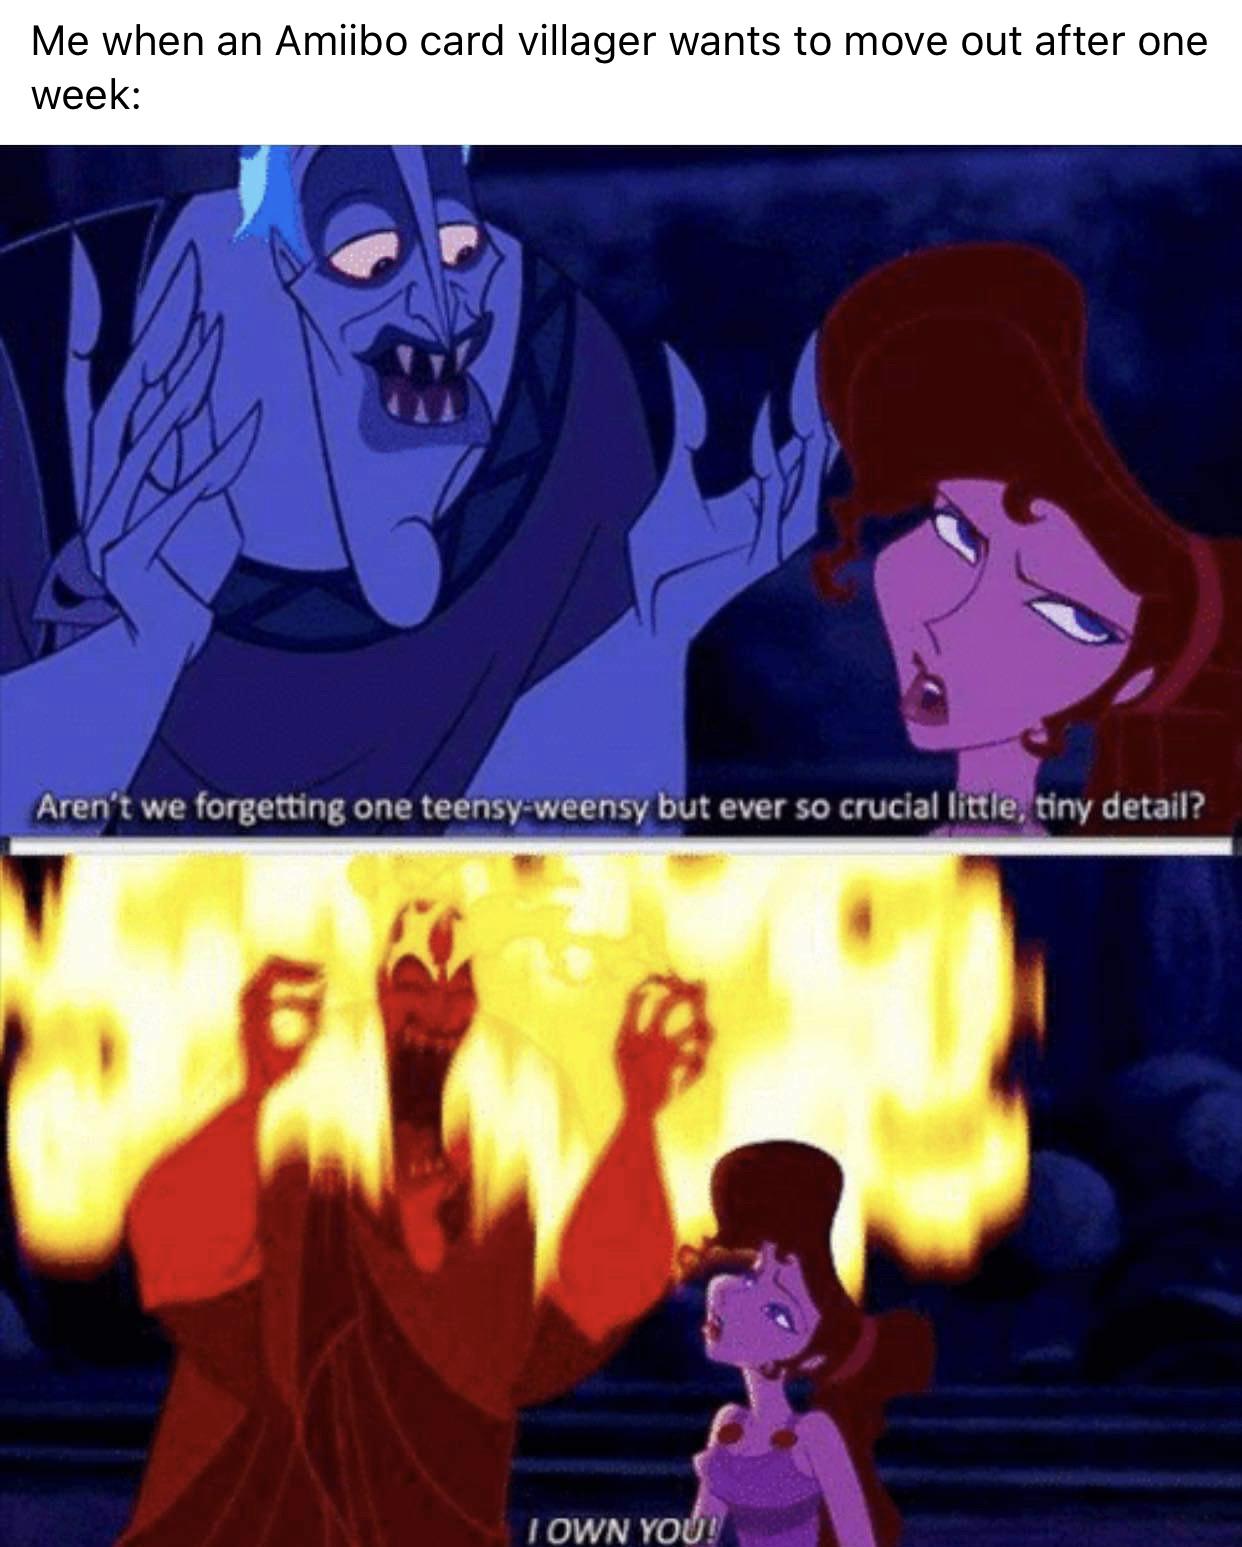 Me when an Amiibo card villager wants to move out after one
week:
Aren't we forgetting one teensy-weensy but ever so crucial little, tiny detail?
I OWN YOU!